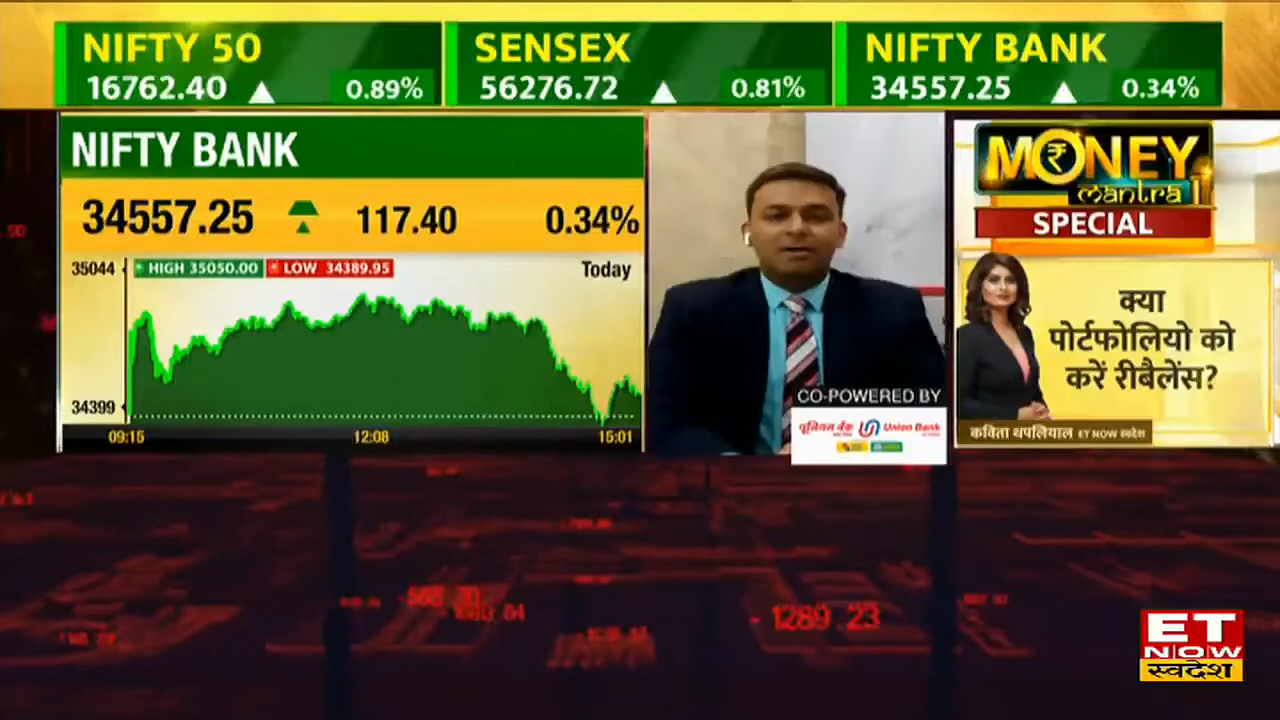 NIFTY 50
16762.40 0.89%
SENSEX
56276.72 0.81%
NIFTY BANK
34557.25 0.34%
NIFTY BANK
34557.25 117.40 0.34%
35044
HIGH 35050.00 LOW 34389.95 Today
34399
09:15 12:08 15:01
CO-POWERED BY
यूनियन बैंक Union Bank
MONEY
mantra
SPECIAL
क्या
पोर्टफोलियो को
करें रीबैलेंस?
कविता थपलियाल ET NOW स्वदेश
- 1289.23
ET
NOW
स्वदेश